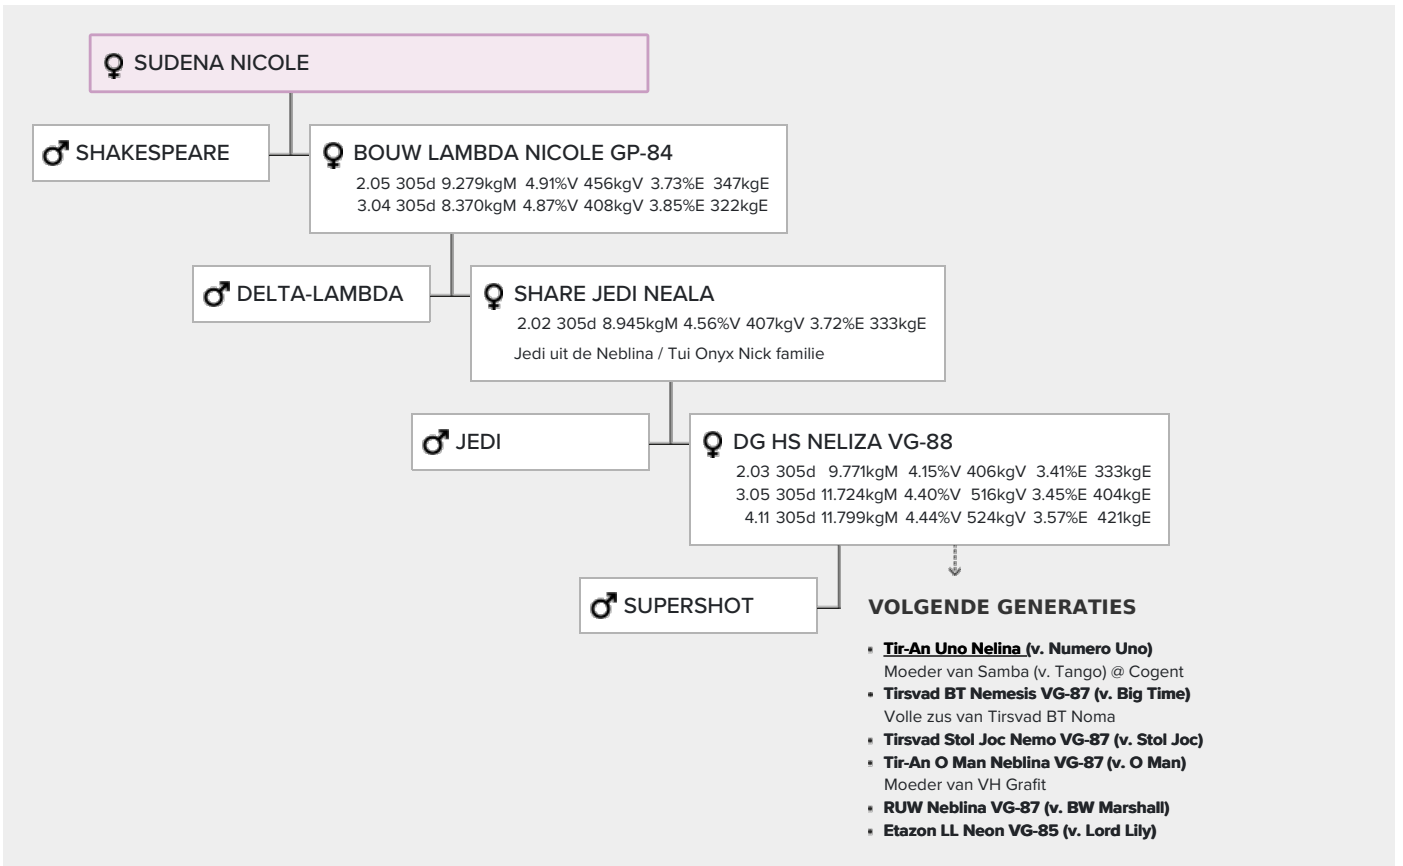 SUDENA NICOLE
SHAKESPEARE
BOUW LAMBDA NICOLE GP-84
2.05 305d 9.279kgM 4.91%V 456kgV 3.73%E 347kgE
3.04 305d 8.370kgM 4.87%V 408kgV 3.85%E 322kgE
DELTA-LAMBDA
SHARE JEDI NEALA
2.02 305d 8.945kgM 4.56%V 407kgV 3.72%E 333kgE
Jedi uit de Neblina / Tui Onyx Nick familie
JEDI
DG HS NELIZA VG-88
2.03 305d 9.771kgM 4.15%V 406kgV 3.41%E 333kgE
3.05 305d 11.724kgM 4.40%V 516kgV 3.45%E 404kgE
4.11 305d 11.799kgM 4.44%V 524kgV 3.57%E 421kgE
SUPERSHOT
VOLGENDE GENERATIES
Tir-An Uno Nelina (v. Numero Uno)
Moeder van Samba (v. Tango) @ Cogent
Tirsvad BT Nemesis VG-87 (v. Big Time)
Volle zus van Tirsvad BT Noma
Tirsvad Stol Joc Nemo VG-87 (v. Stol Joc)
Tir-An O Man Neblina VG-87 (v. O Man)
Moeder van VH Grafit
RUW Neblina VG-87 (v. BW Marshall)
Etazon LL Neon VG-85 (v. Lord Lily)